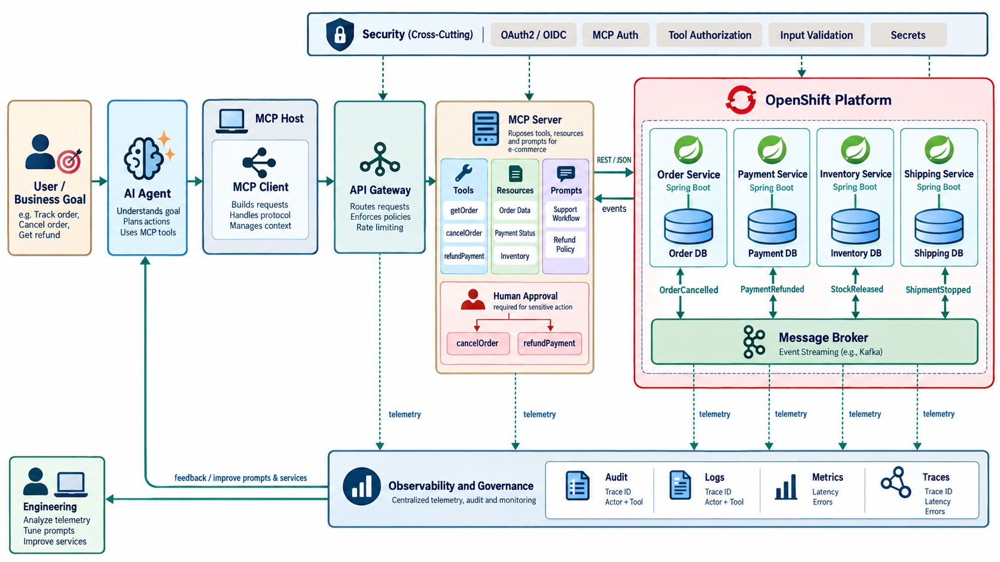 Security (Cross-Cutting)
OAuth2 / OIDC
MCP Auth
Tool Authorization
Input Validation
Secrets
User /
Business Goal
e.g. Track order,
Cancel order,
Get refund
AI Agent
Understands goal
Plans actions
Uses MCP tools
MCP Host
MCP Client
Builds requests
Handles protocol
Manages context
API Gateway
Routes requests
Enforces policies
Rate limiting
MCP Server
Ruposes tools, resources
and prompts for
e-commerce
Tools
getOrder
cancelOrder
refundPayment
Resources
Order Data
Payment Status
Inventory
Prompts
Support
Workflow
Refund
Policy
Human Approval
required for sensitive action
cancelOrder
refundPayment
REST / JSON
events
OpenShift Platform
Order Service
Spring Boot
Order DB
Payment Service
Spring Boot
Payment DB
Inventory Service
Spring Boot
Inventory DB
Shipping Service
Spring Boot
Shipping DB
OrderCancelled
PaymentRefunded
StockReleased
ShipmentStopped
Message Broker
Event Streaming (e.g., Kafka)
telemetry
telemetry
telemetry
telemetry
telemetry
telemetry
feedback / improve prompts & services
Engineering
Analyze telemetry
Tune prompts
Improve services
Observability and Governance
Centralized telemetry, audit and monitoring
Audit
Trace ID
Actor + Tool
Logs
Trace ID
Actor + Tool
Metrics
Latency
Errors
Traces
Trace ID
Latency
Errors